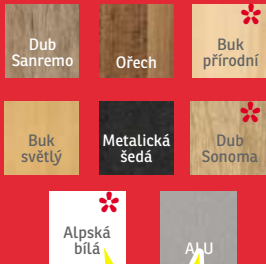 Dub
Sanremo
Ořech
Buk
přírodní
Buk
světlý
Metalická
šedá
Dub
Sonoma
Alpská
bílá
ALU